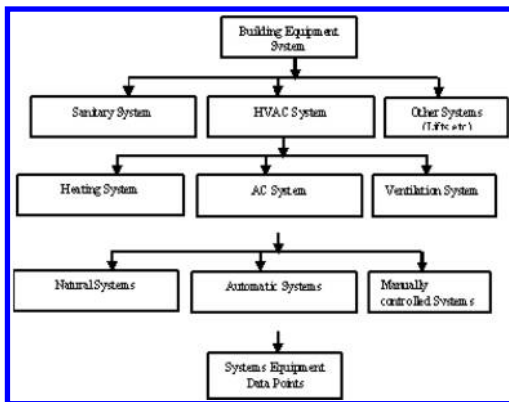 Building Equipment
System
Sanitary System
HVAC System
Other Systems
(Lifts etc)
Heating System
AC System
Ventilation System
Natural Systems
Automatic Systems
Manually
controlled Systems
Systems Equipment
Data Points